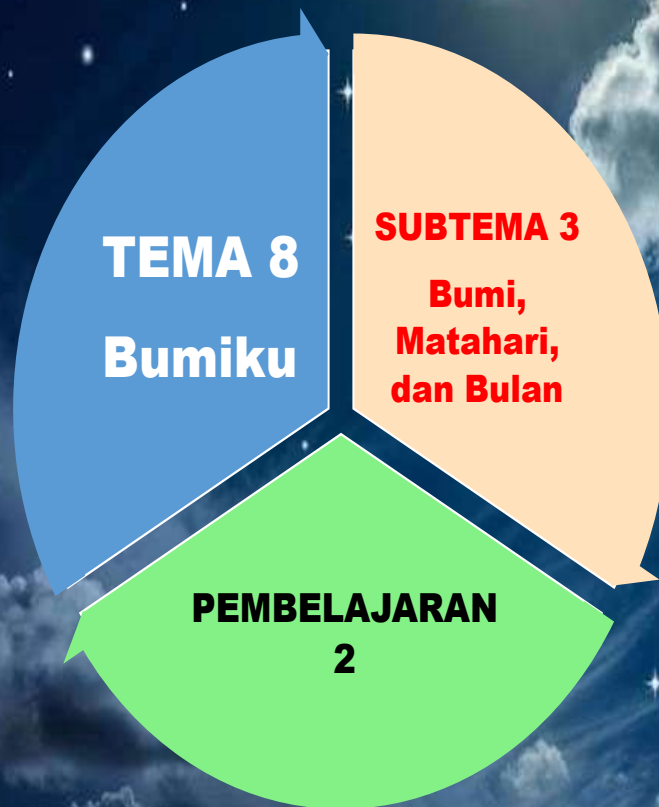 TEMA 8
Bumiku
SUBTEMA 3
Bumi,
Matahari,
dan Bulan
PEMBELAJARAN
2